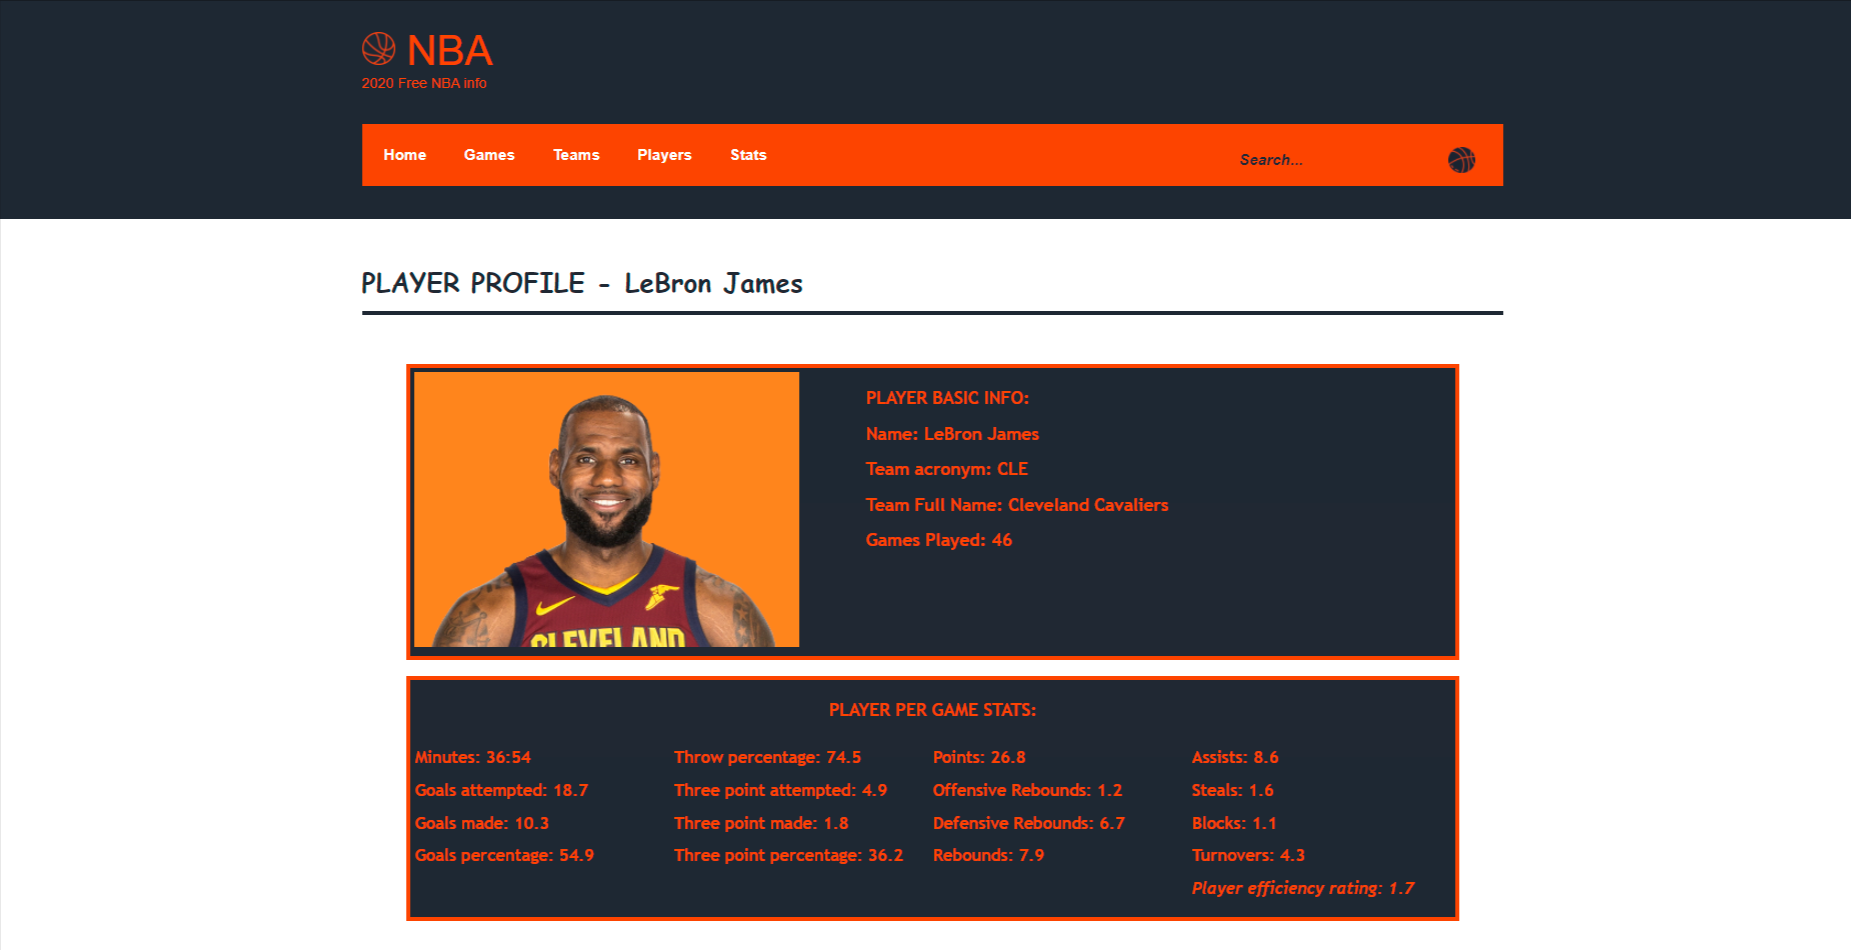 NBA
2020 Free NBA info
Home Games Teams Players Stats Search...
PLAYER PROFILE - LeBron James
PLAYER BASIC INFO:
Name: LeBron James
Team acronym: CLE
Team Full Name: Cleveland Cavaliers
Games Played: 46
CLEVELAND
PLAYER PER GAME STATS:
Minutes: 36:54 Throw percentage: 74.5 Points: 26.8 Assists: 8.6
Goals attempted: 18.7 Three point attempted: 4.9 Offensive Rebounds: 1.2 Steals: 1.6
Goals made: 10.3 Three point made: 1.8 Defensive Rebounds: 6.7 Blocks: 1.1
Goals percentage: 54.9 Three point percentage: 36.2 Rebounds: 7.9 Turnovers: 4.3
Player efficiency rating: 1.7